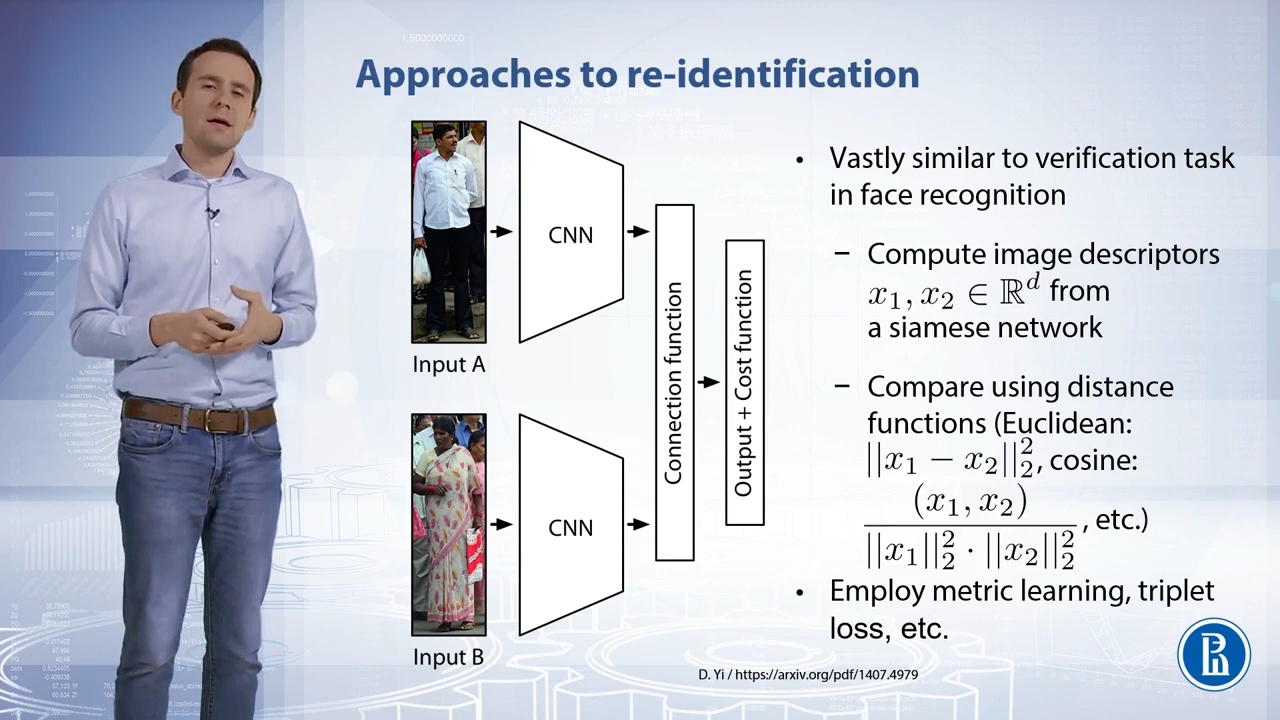 Approaches to re-identification
CNN
Input A
CNN
Input B
Connection function
Output + Cost function
• Vastly similar to verification task
in face recognition
– Compute image descriptors
x₁, x₂ ∈ ℝᵈ from
a siamese network
– Compare using distance
functions (Euclidean:
||x₁ − x₂||₂², cosine:
(x₁, x₂)
||x₁||₂² · ||x₂||₂² , etc.)
• Employ metric learning, triplet
loss, etc.
D. Yi / https://arxiv.org/pdf/1407.4979